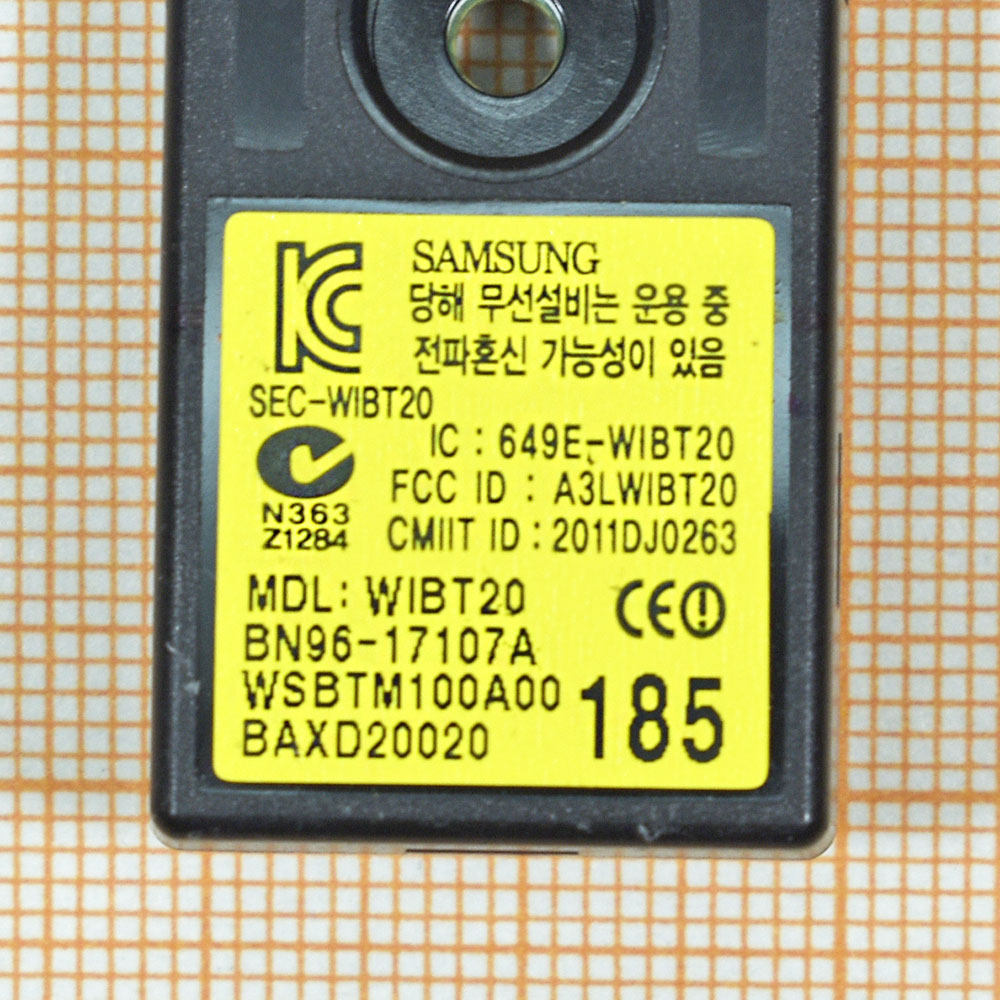 SAMSUNG
당해 무선설비는 운용 중
전파혼신 가능성이 있음
SEC-WIBT20
IC : 649E-WIBT20
FCC ID : A3LWIBT20
CMIIT ID : 2011DJ0263
N363
Z1284
MDL: WIBT20
BN96-17107A
WSBTM100A00
BAXD20020
185